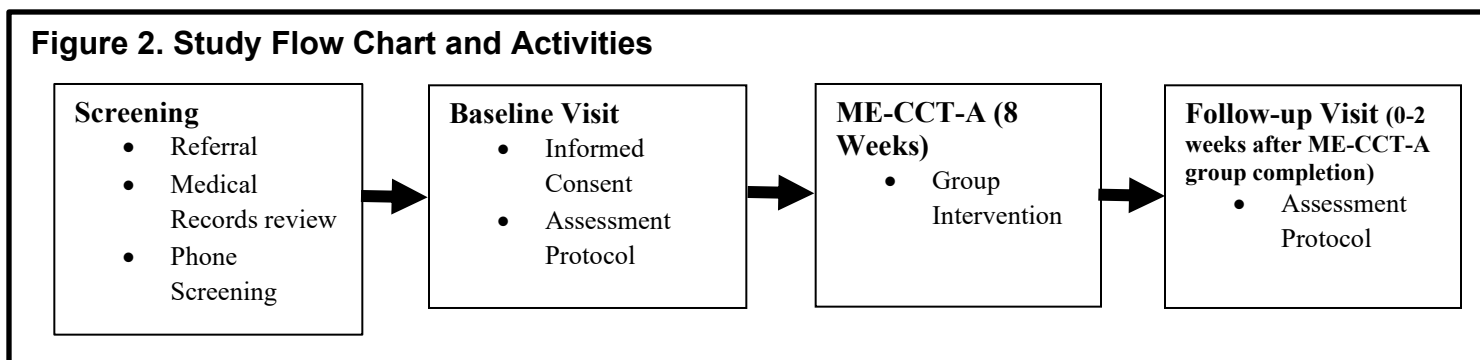 Figure 2. Study Flow Chart and Activities
Screening
• Referral
• Medical
Records review
• Phone
Screening
Baseline Visit
• Informed
Consent
• Assessment
Protocol
ME-CCT-A (8
Weeks)
• Group
Intervention
Follow-up Visit (0-2
weeks after ME-CCT-A
group completion)
• Assessment
Protocol